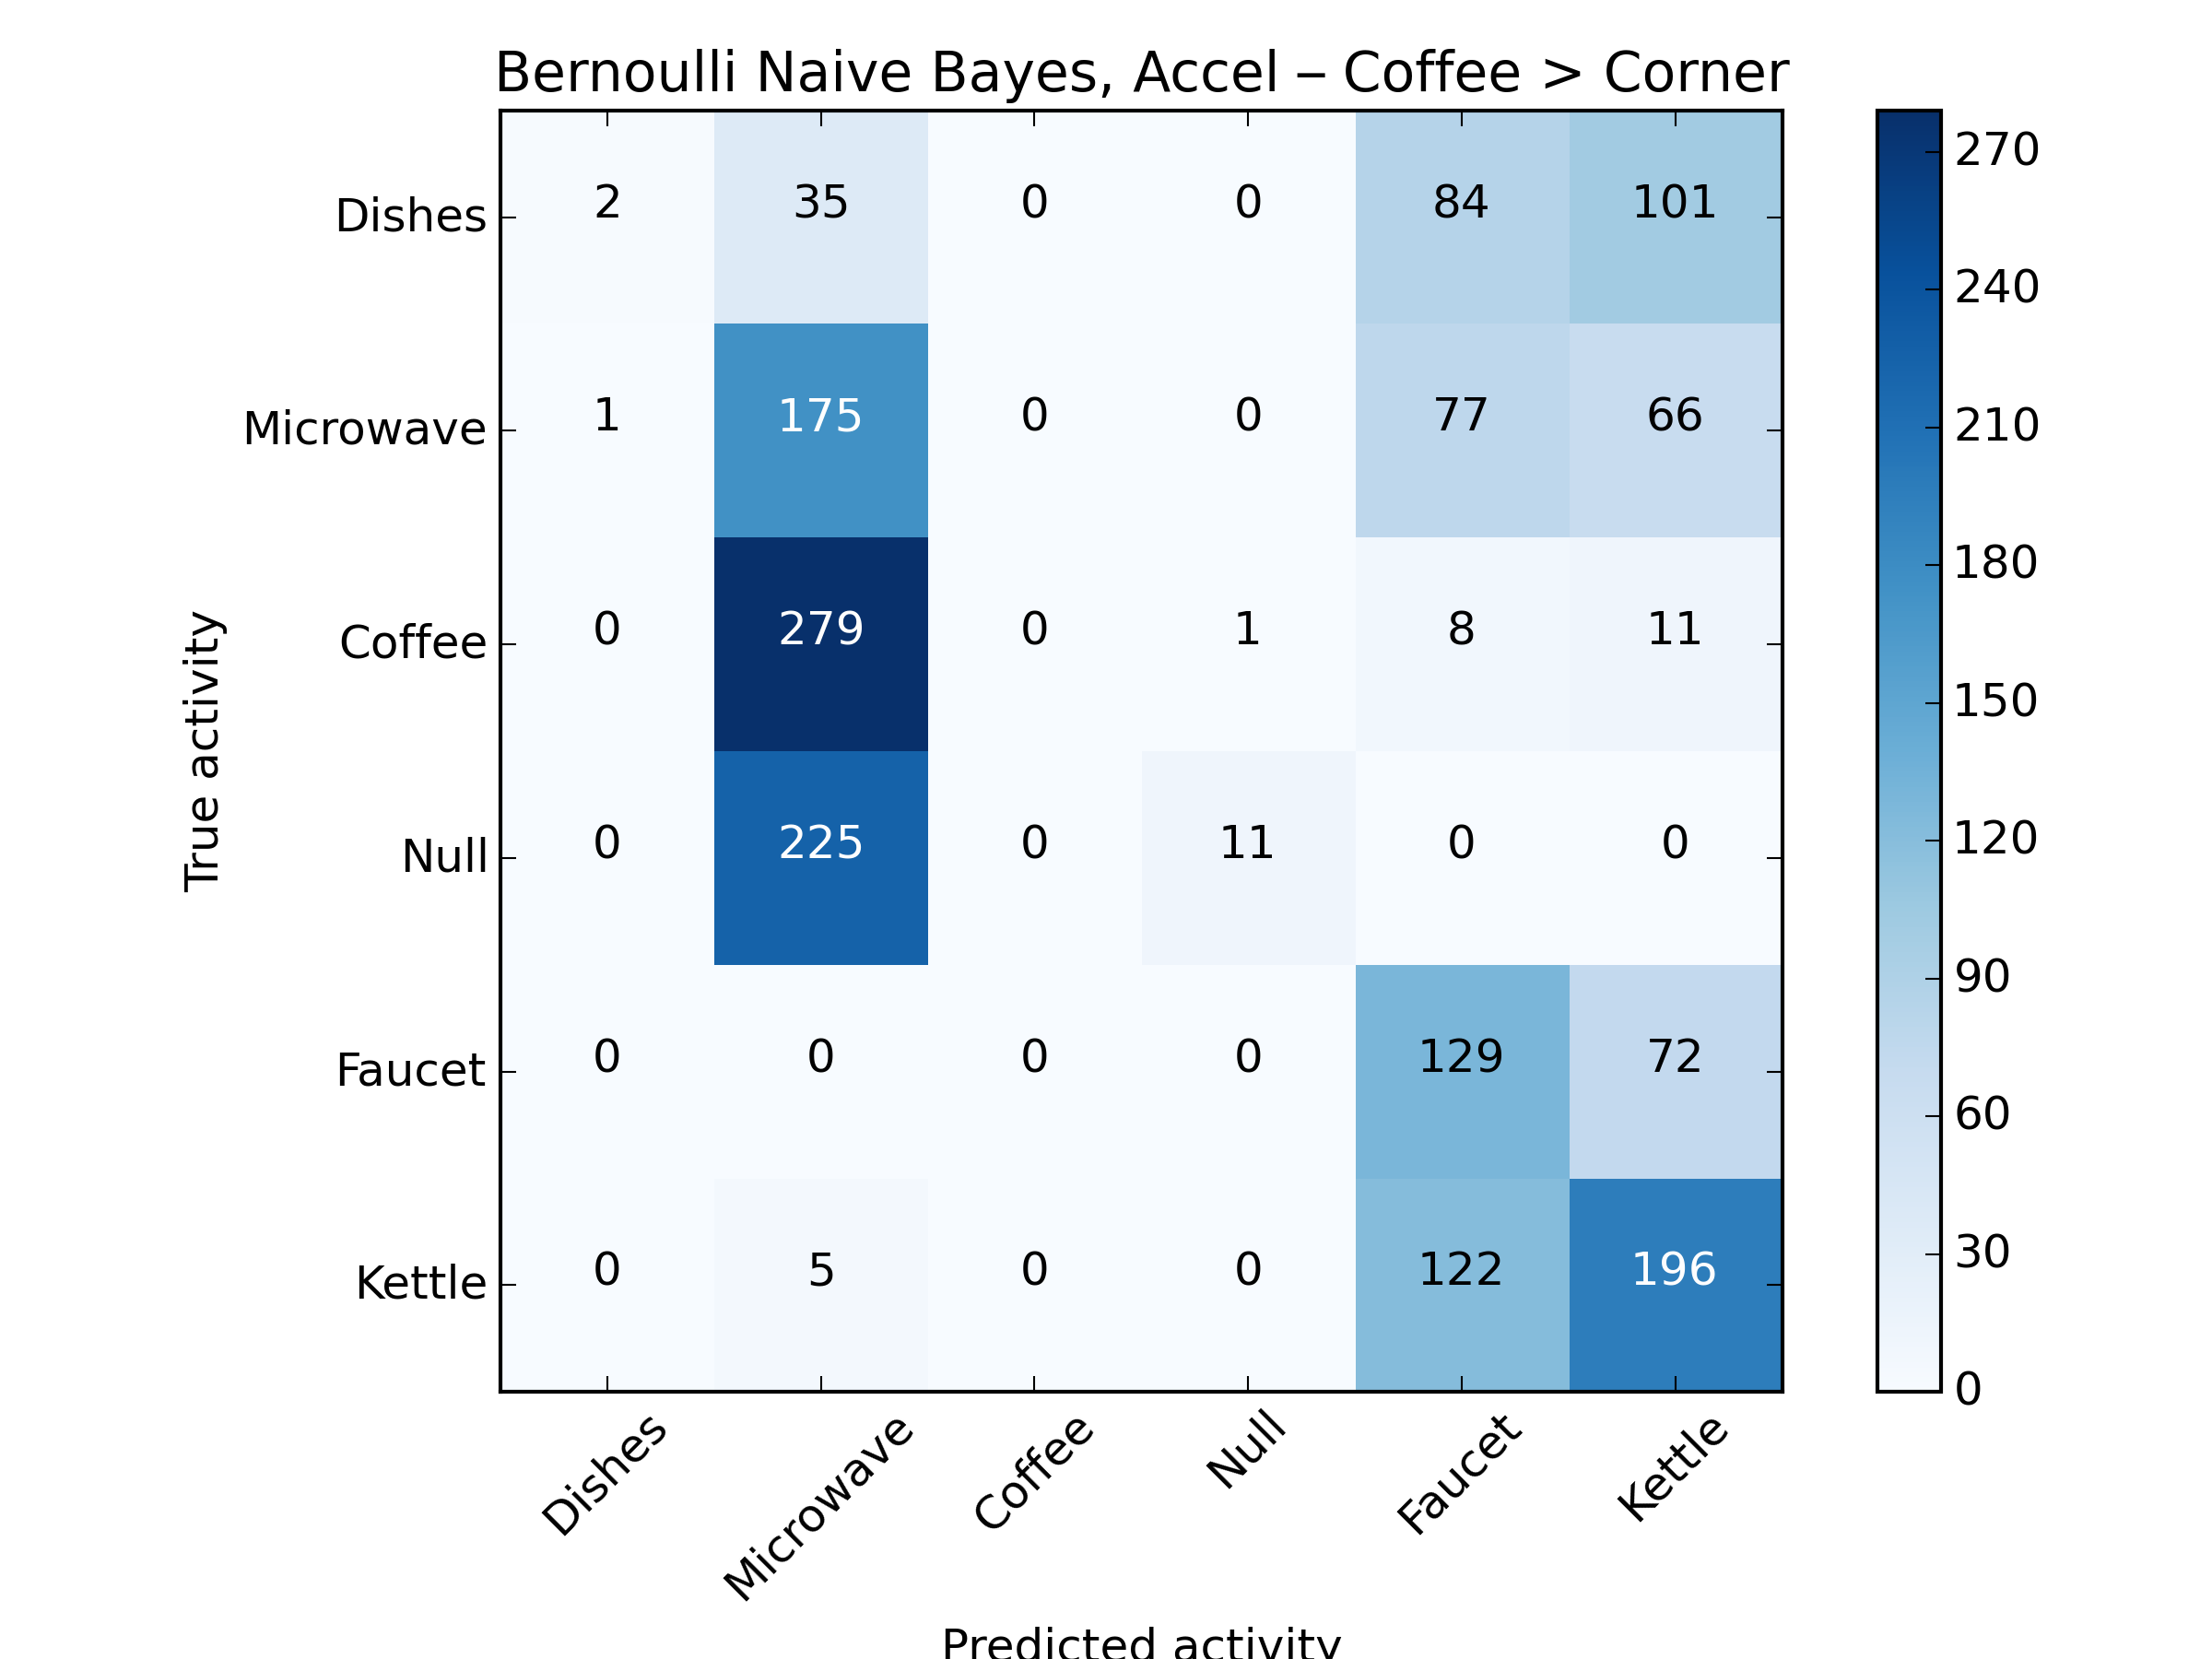 Bernoulli Naive Bayes, Accel – Coffee > Corner
Dishes 2 35 0 0 84 101
Microwave 1 175 0 0 77 66
Coffee 0 279 0 1 8 11
Null 0 225 0 11 0 0
Faucet 0 0 0 0 129 72
Kettle 0 5 0 0 122 196
True activity
Dishes Microwave Coffee Null Faucet Kettle
Predicted activity
270
240
210
180
150
120
90
60
30
0